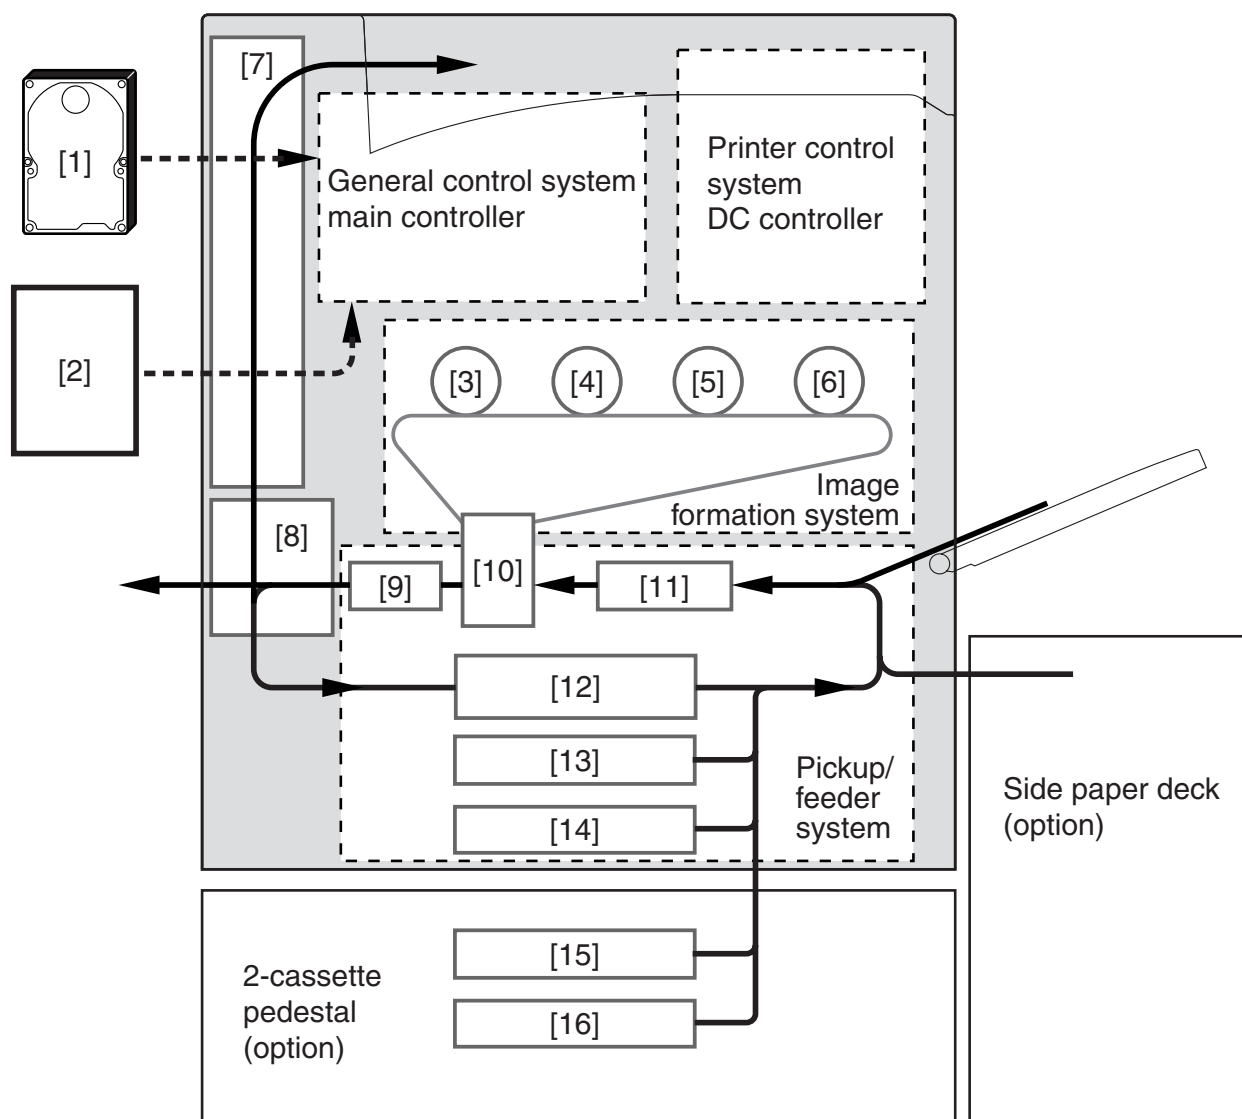 [7]
[1]
General control system
main controller
Printer control
system
DC controller
[2]
[3]
[4]
[5]
[6]
Image
formation system
[8]
[9]
[10]
[11]
[12]
[13]
[14]
Pickup/
feeder
system
Side paper deck
(option)
2-cassette
pedestal
(option)
[15]
[16]